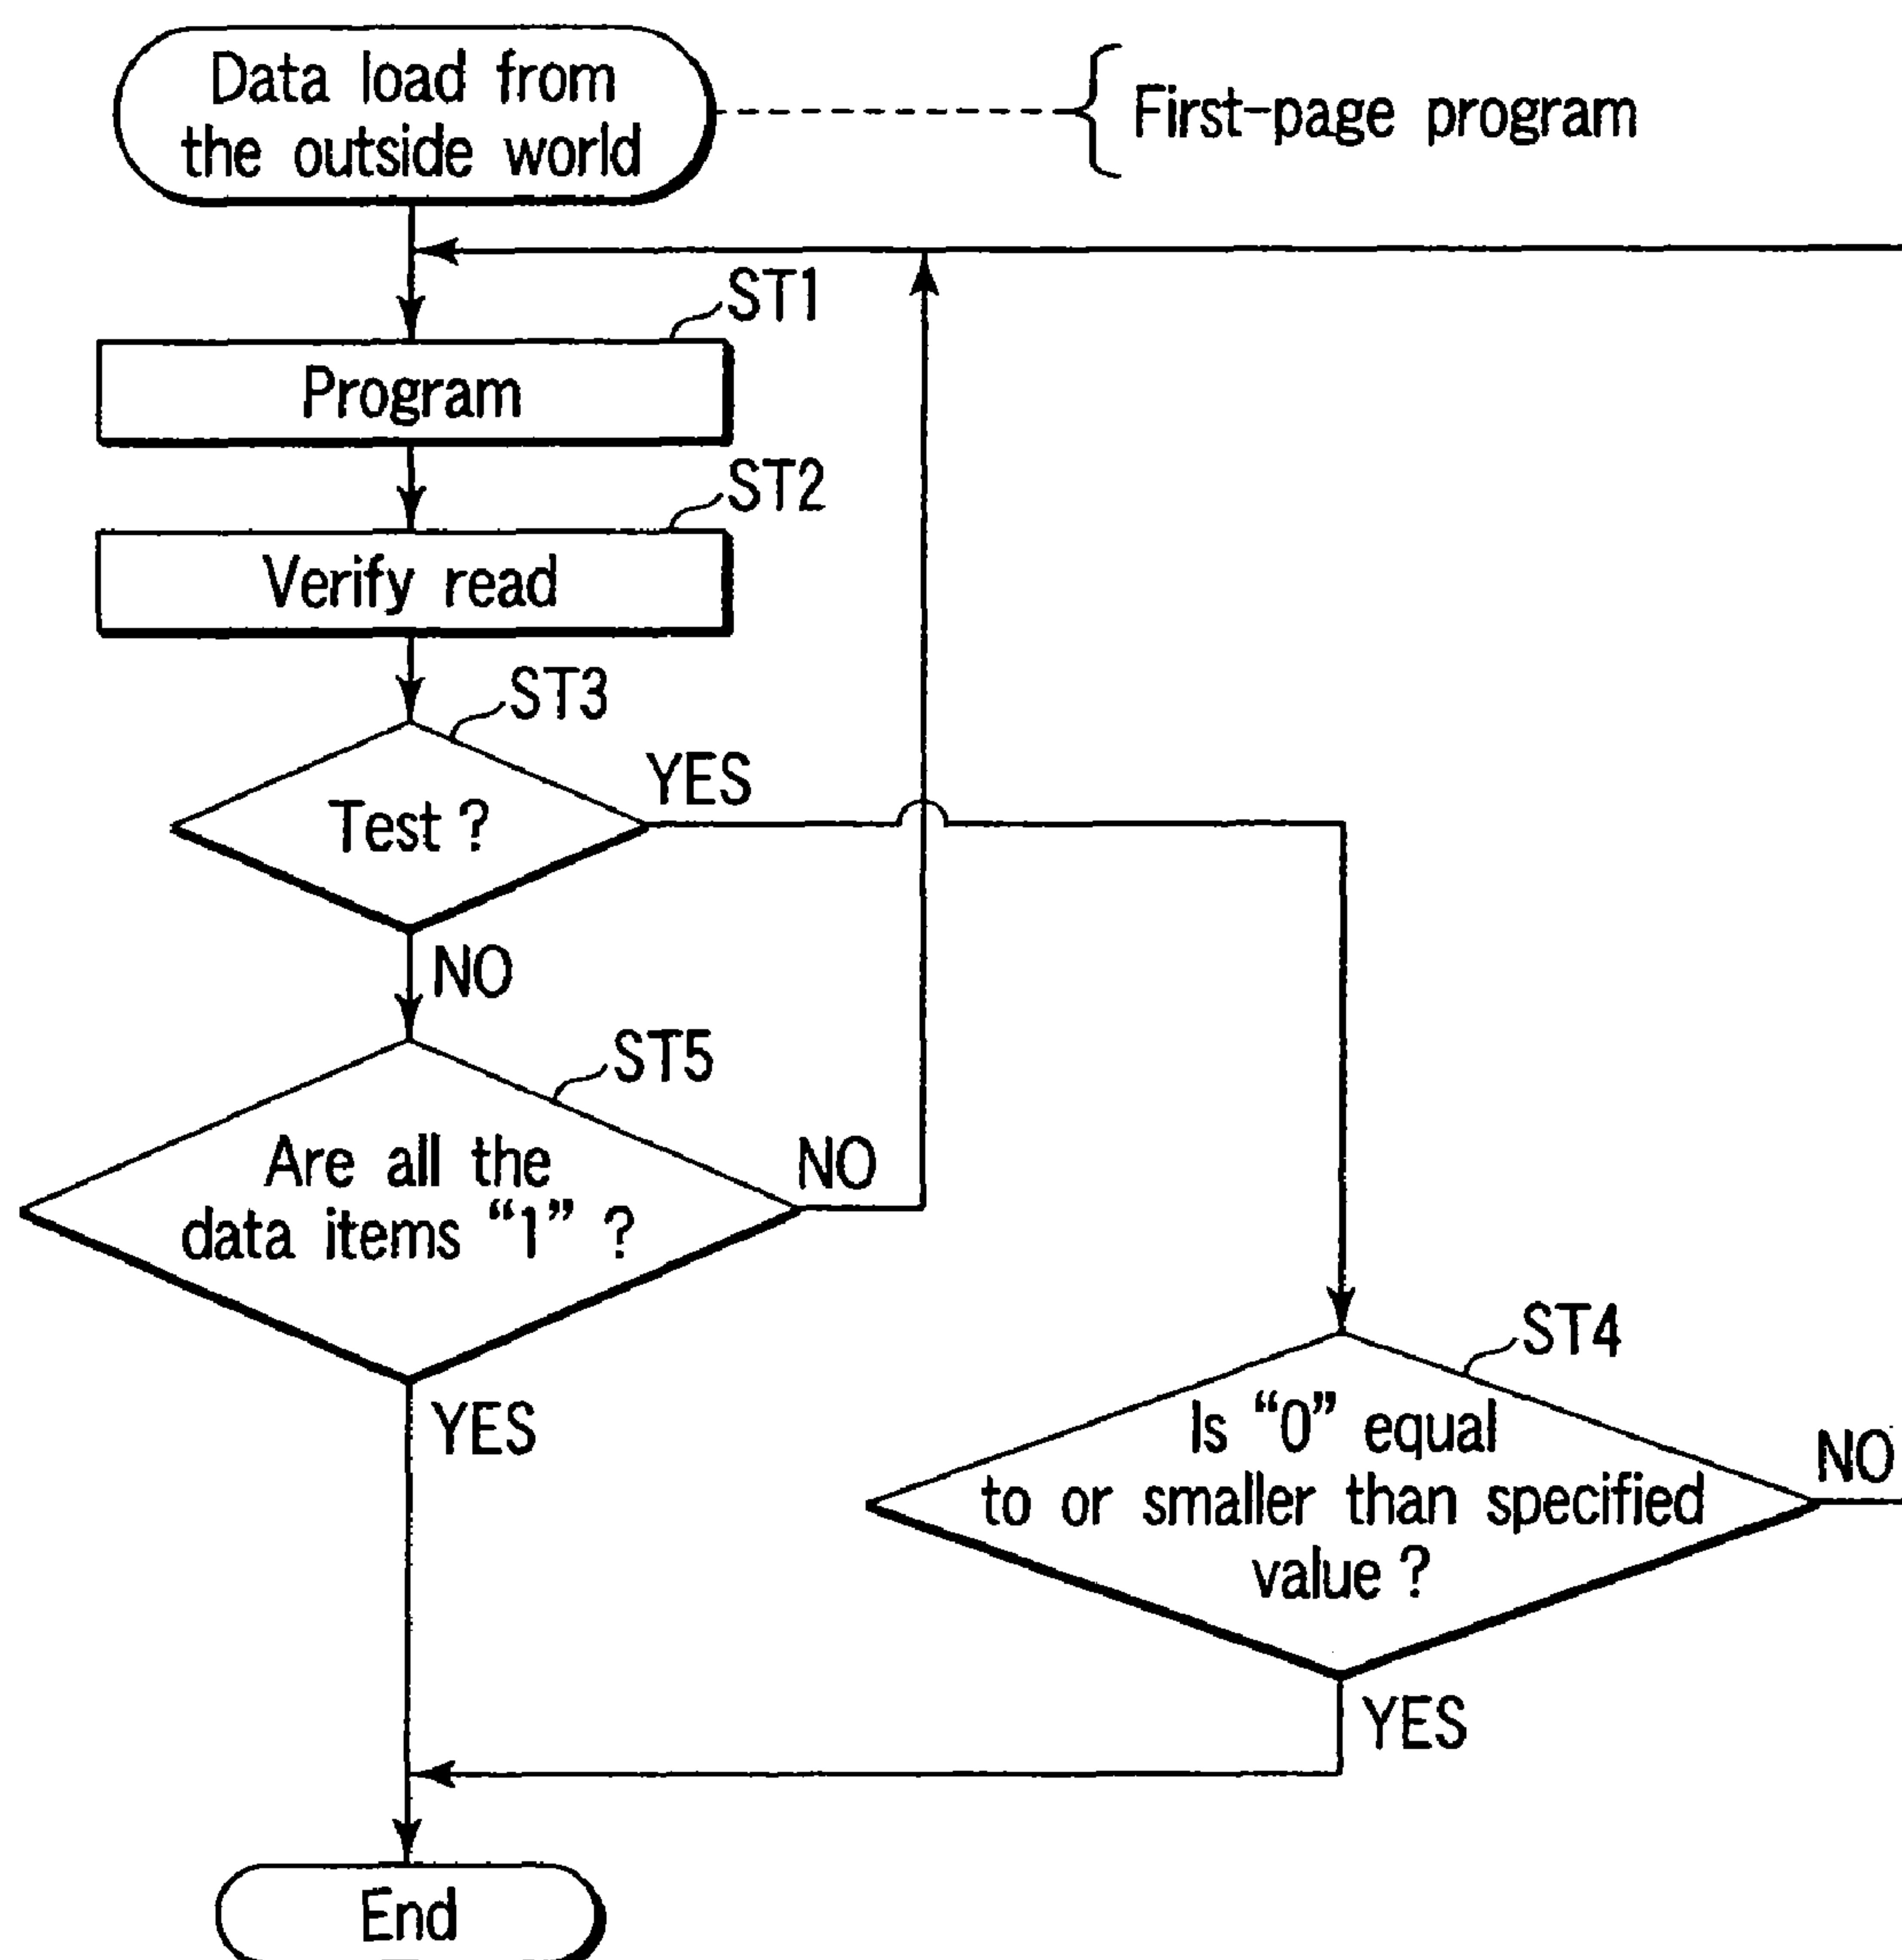 Data load from
the outside world
First-page program
ST1
Program
ST2
Verify read
ST3
Test ?
YES
NO
ST5
Are all the
data items “1” ?
NO
YES
ST4
Is “0” equal
to or smaller than specified
value ?
NO
YES
End